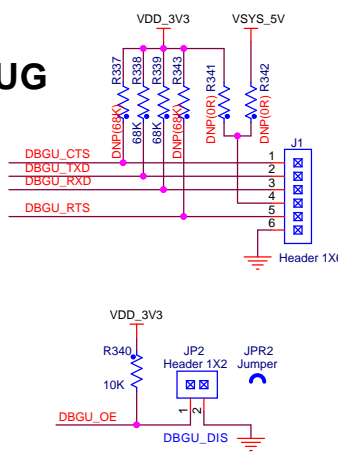 UG
VDD_3V3
VSYS_5V
R337
R338
R339
R343
R341
R342
DNP(68K)
68K
68K
DNP(68K)
DNP(0R)
DNP(0R)
J1
DBGU_CTS
DBGU_TXD
DBGU_RXD
DBGU_RTS
1
2
3
4
5
6
Header 1X6
VDD_3V3
R340
10K
JP2
Header 1X2
JPR2
Jumper
DBGU_OE
1
2
DBGU_DIS